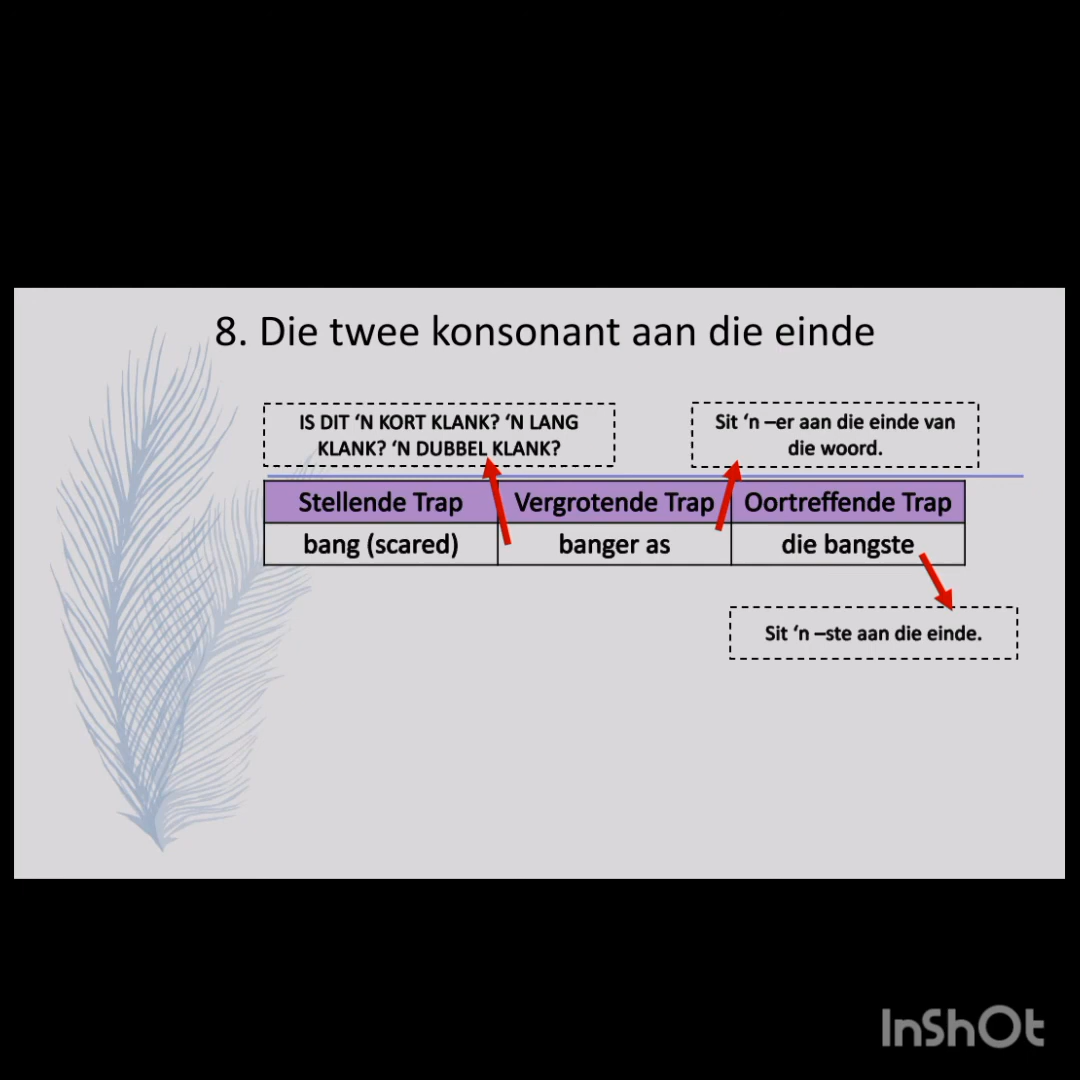 8. Die twee konsonant aan die einde
IS DIT ‘N KORT KLANK? ‘N LANG
KLANK? ‘N DUBBEL KLANK?
Sit ‘n –er aan die einde van
die woord.
Stellende Trap Vergrotende Trap Oortreffende Trap
bang (scared) banger as die bangste
Sit ‘n –ste aan die einde.
InShOt